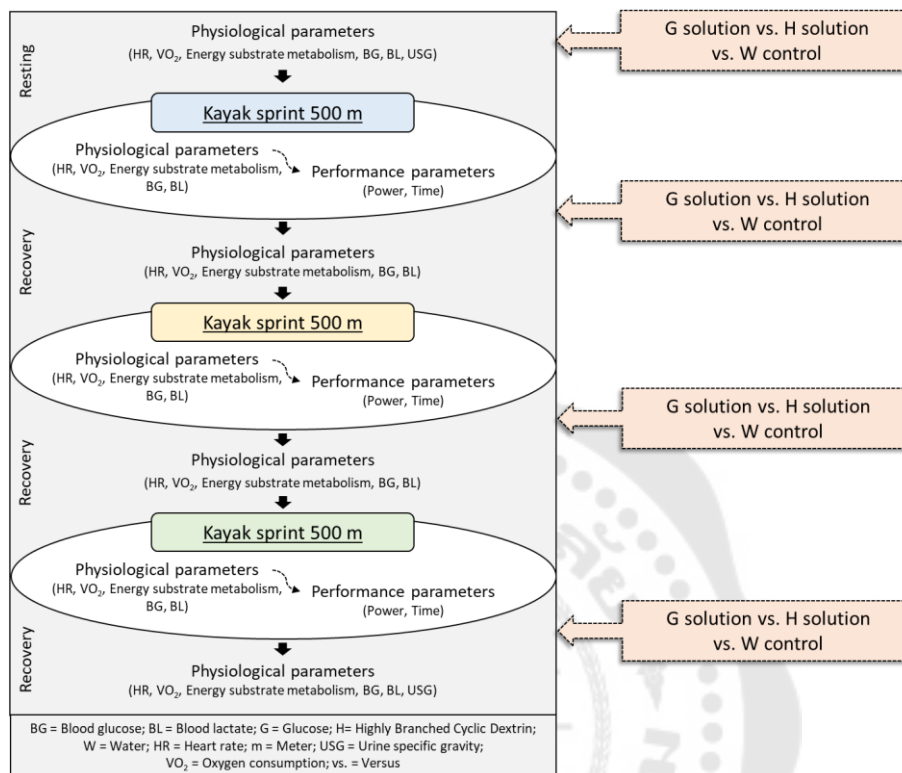 Resting
Physiological parameters
(HR, VO₂, Energy substrate metabolism, BG, BL, USG)
G solution vs. H solution
vs. W control
Kayak sprint 500 m
Physiological parameters
(HR, VO₂, Energy substrate metabolism,
BG, BL)
Performance parameters
(Power, Time)
G solution vs. H solution
vs. W control
Recovery
Physiological parameters
(HR, VO₂, Energy substrate metabolism, BG, BL)
Kayak sprint 500 m
Physiological parameters
(HR, VO₂, Energy substrate metabolism,
BG, BL)
Performance parameters
(Power, Time)
G solution vs. H solution
vs. W control
Recovery
Physiological parameters
(HR, VO₂, Energy substrate metabolism, BG, BL)
Kayak sprint 500 m
Physiological parameters
(HR, VO₂, Energy substrate metabolism,
BG, BL)
Performance parameters
(Power, Time)
G solution vs. H solution
vs. W control
Recovery
Physiological parameters
(HR, VO₂, Energy substrate metabolism, BG, BL, USG)
BG = Blood glucose; BL = Blood lactate; G = Glucose; H= Highly Branched Cyclic Dextrin;
W = Water; HR = Heart rate; m = Meter; USG = Urine specific gravity;
VO₂ = Oxygen consumption; vs. = Versus